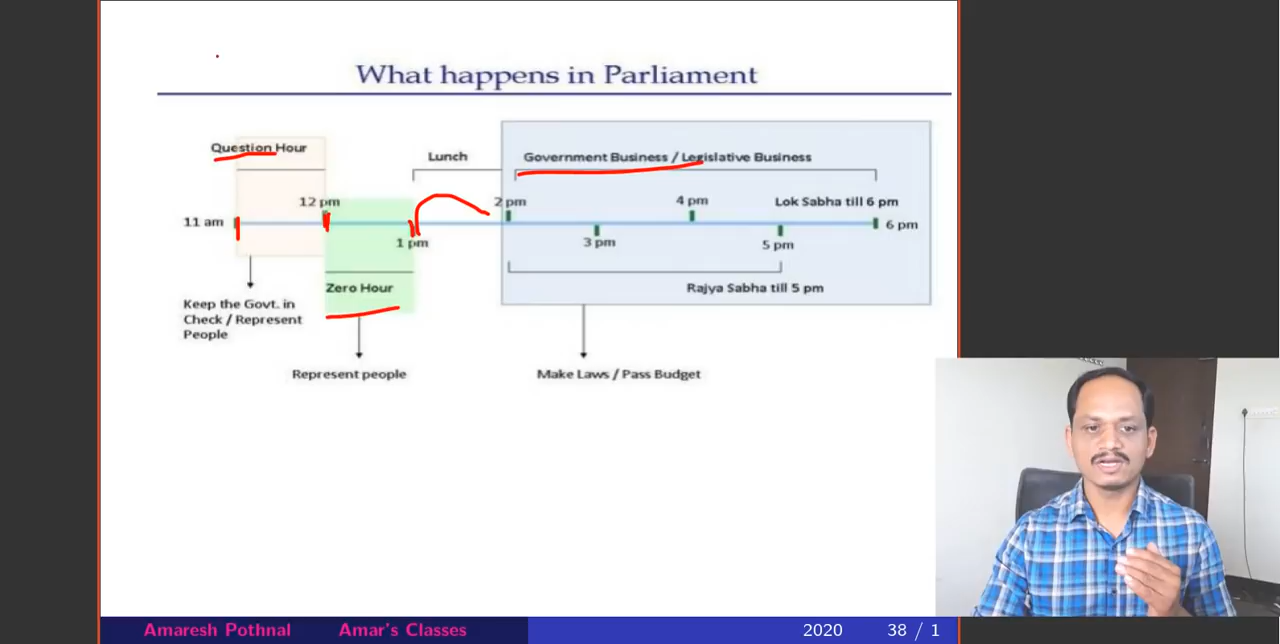 What happens in Parliament
Question Hour
Lunch
Government Business / Legislative Business
11 am
12 pm
1 pm
2 pm
3 pm
4 pm
5 pm
Lok Sabha till 6 pm
6 pm
Zero Hour
Rajya Sabha till 5 pm
Keep the Govt. in
Check / Represent
People
Represent people
Make Laws / Pass Budget
Amaresh Pothnal Amar's Classes 2020 38 / 1